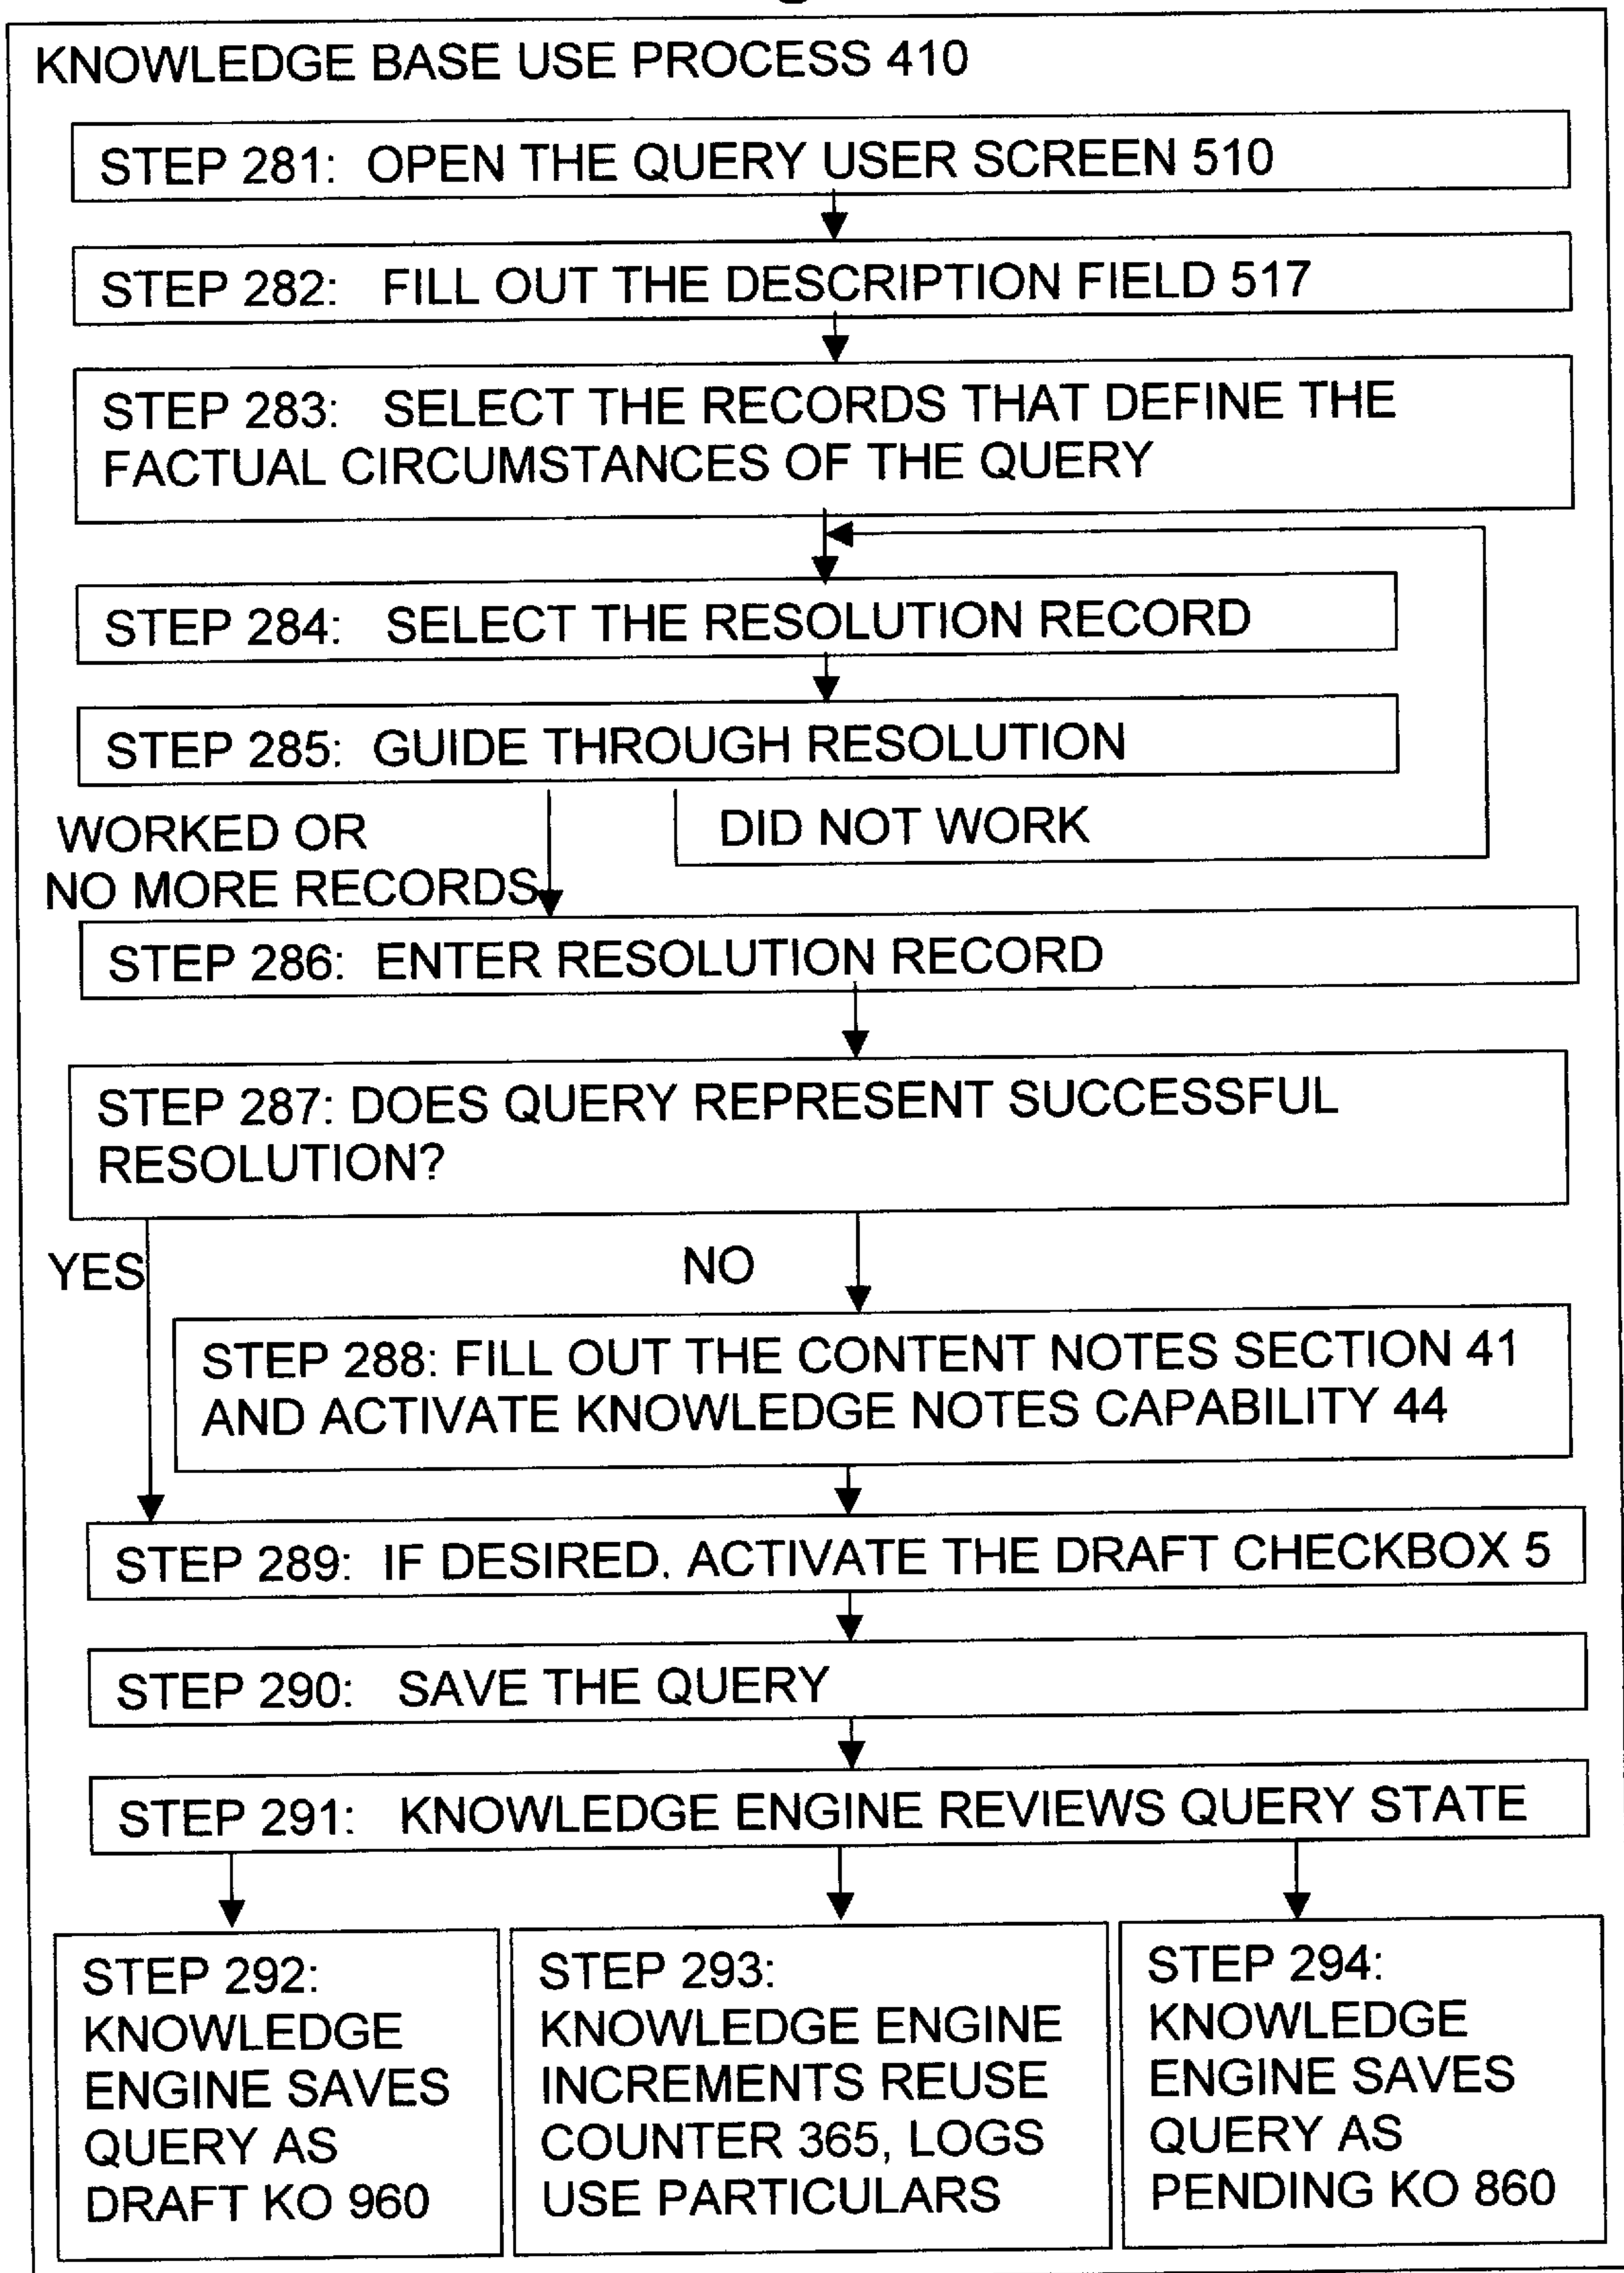 KNOWLEDGE BASE USE PROCESS 410
STEP 281: OPEN THE QUERY USER SCREEN 510
STEP 282: FILL OUT THE DESCRIPTION FIELD 517
STEP 283: SELECT THE RECORDS THAT DEFINE THE
FACTUAL CIRCUMSTANCES OF THE QUERY
STEP 284: SELECT THE RESOLUTION RECORD
STEP 285: GUIDE THROUGH RESOLUTION
WORKED OR
NO MORE RECORDS
DID NOT WORK
STEP 286: ENTER RESOLUTION RECORD
STEP 287: DOES QUERY REPRESENT SUCCESSFUL
RESOLUTION?
YES
NO
STEP 288: FILL OUT THE CONTENT NOTES SECTION 41
AND ACTIVATE KNOWLEDGE NOTES CAPABILITY 44
STEP 289: IF DESIRED. ACTIVATE THE DRAFT CHECKBOX 5
STEP 290: SAVE THE QUERY
STEP 291: KNOWLEDGE ENGINE REVIEWS QUERY STATE
STEP 292:
KNOWLEDGE
ENGINE SAVES
QUERY AS
DRAFT KO 960
STEP 293:
KNOWLEDGE ENGINE
INCREMENTS REUSE
COUNTER 365, LOGS
USE PARTICULARS
STEP 294:
KNOWLEDGE
ENGINE SAVES
QUERY AS
PENDING KO 860